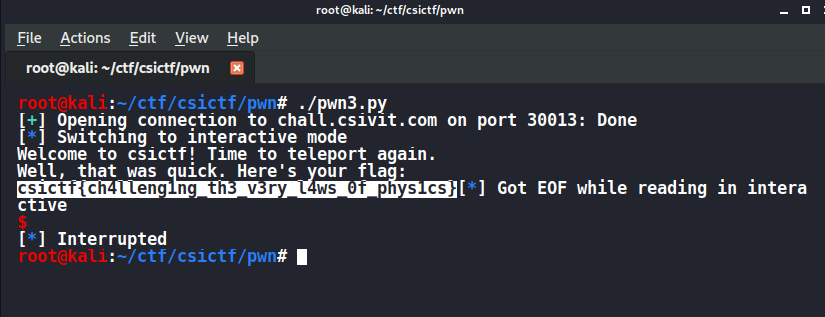 root@kali: ~/ctf/csictf/pwn
File Actions Edit View Help
root@kali: ~/ctf/csictf/pwn
root@kali:~/ctf/csictf/pwn# ./pwn3.py
[+] Opening connection to chall.csivit.com on port 30013: Done
[*] Switching to interactive mode
Welcome to csictf! Time to teleport again.
Well, that was quick. Here's your flag:
csictf{ch4lleng1ng_th3_v3ry_l4ws_0f_phys1cs}[*] Got EOF while reading in intera
ctive
$
[*] Interrupted
root@kali:~/ctf/csictf/pwn#